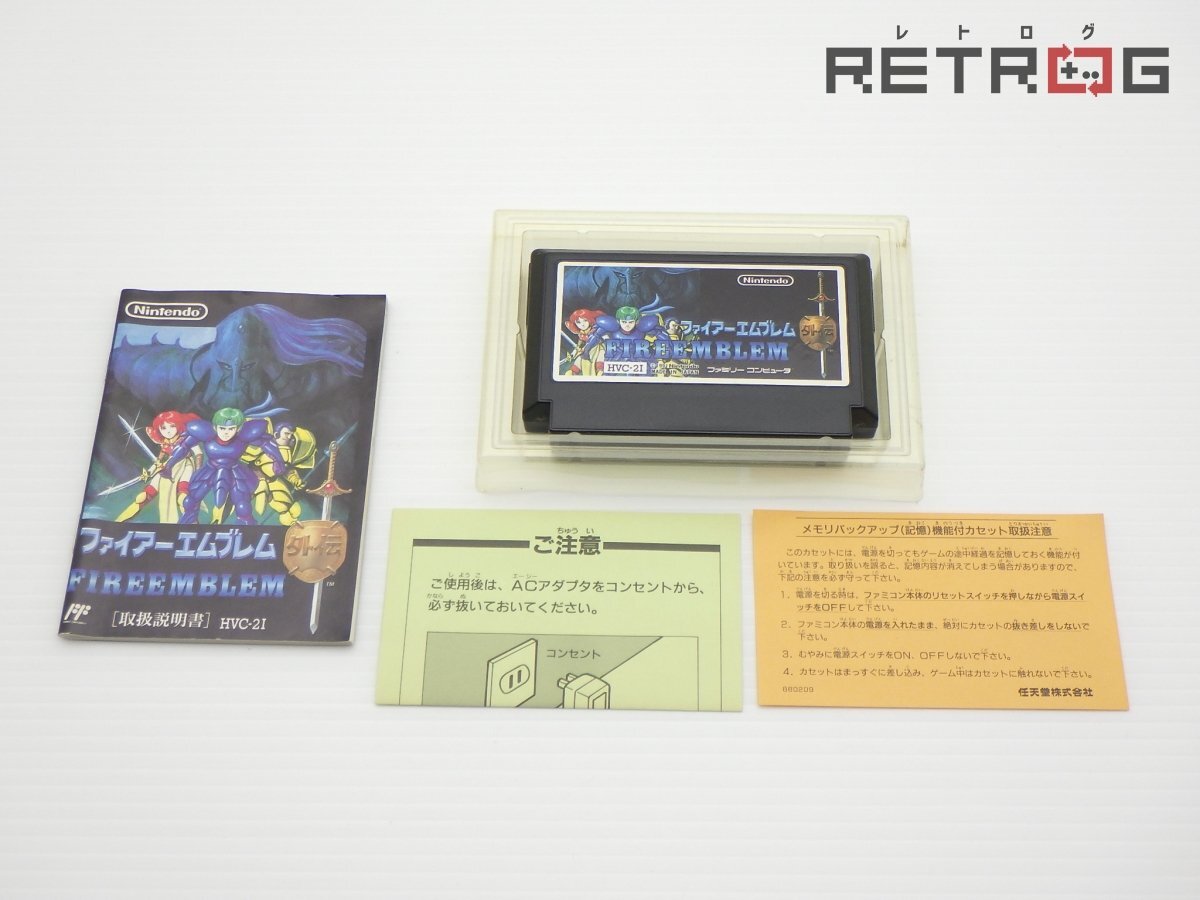 レトログ
RETROG
Nintendo
ファイアーエムブレム 外伝
FIREEMBLEM
TM
[取扱説明書] HVC-2I
Nintendo
ファイアーエムブレム 外伝
FIREEMBLEM
HVC-2I
ファミリー コンピュータ
ちゅう い
ご注意
ご使用後は、ACアダプタをコンセントから、
必ず抜いておいてください。
コンセント
メモリバックアップ(記憶)機能付カセット取扱注意
このカセットには、電源を切ってもゲームの途中経過を記憶しておく機能が付
いています。取り扱いを誤ると、記憶内容が消えてしまう場合がありますので、
下記の注意を必ず守って下さい。
1. 電源を切る時は、ファミコン本体のリセットスイッチを押しながら電源スイ
ッチをOFFして下さい。
2. ファミコン本体の電源を入れたまま、絶対にカセットの抜き差しをしないで
下さい。
3. むやみに電源スイッチをON、OFFしないで下さい。
4. カセットはまっすぐに差し込み、ゲーム中はカセットに触れないで下さい。
880209
任天堂株式会社